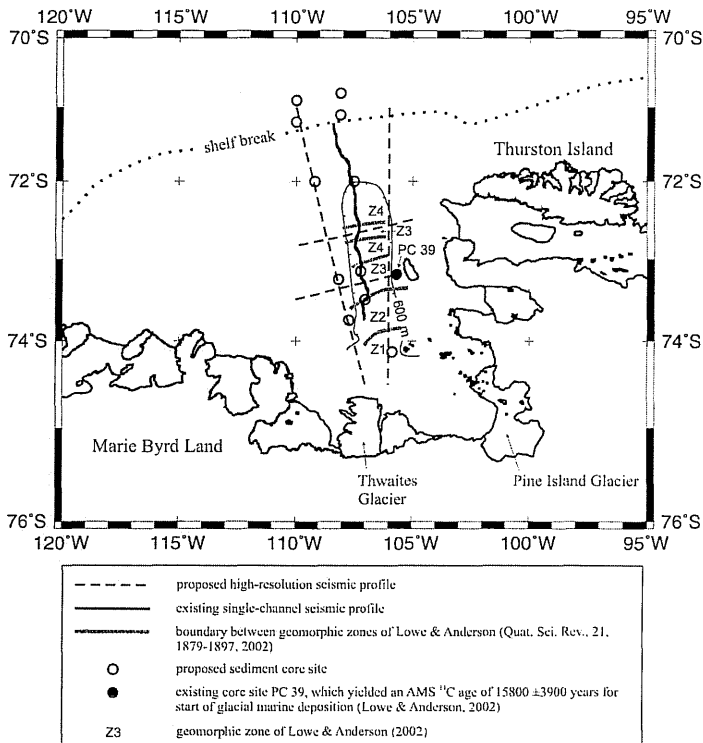 120°W 115°W 110°W 105°W 100°W 95°W
70°S 70°S
shelf break
Thurston Island
72°S 72°S
Z4
Z3
Z4
PC 39
Z3
600 m
Z2
74°S 74°S
Z1
Marie Byrd Land
Thwaites
Glacier
Pine Island Glacier
76°S 76°S
120°W 115°W 110°W 105°W 100°W 95°W
proposed high-resolution seismic profile
existing single-channel seismic profile
boundary between geomorphic zones of Lowe & Anderson (Quat. Sci. Rev., 21,
1879-1897, 2002)
proposed sediment core site
existing core site PC 39, which yielded an AMS ¹⁴C age of 15800 ±3900 years for
start of glacial marine deposition (Lowe & Anderson, 2002)
Z3 geomorphic zone of Lowe & Anderson (2002)